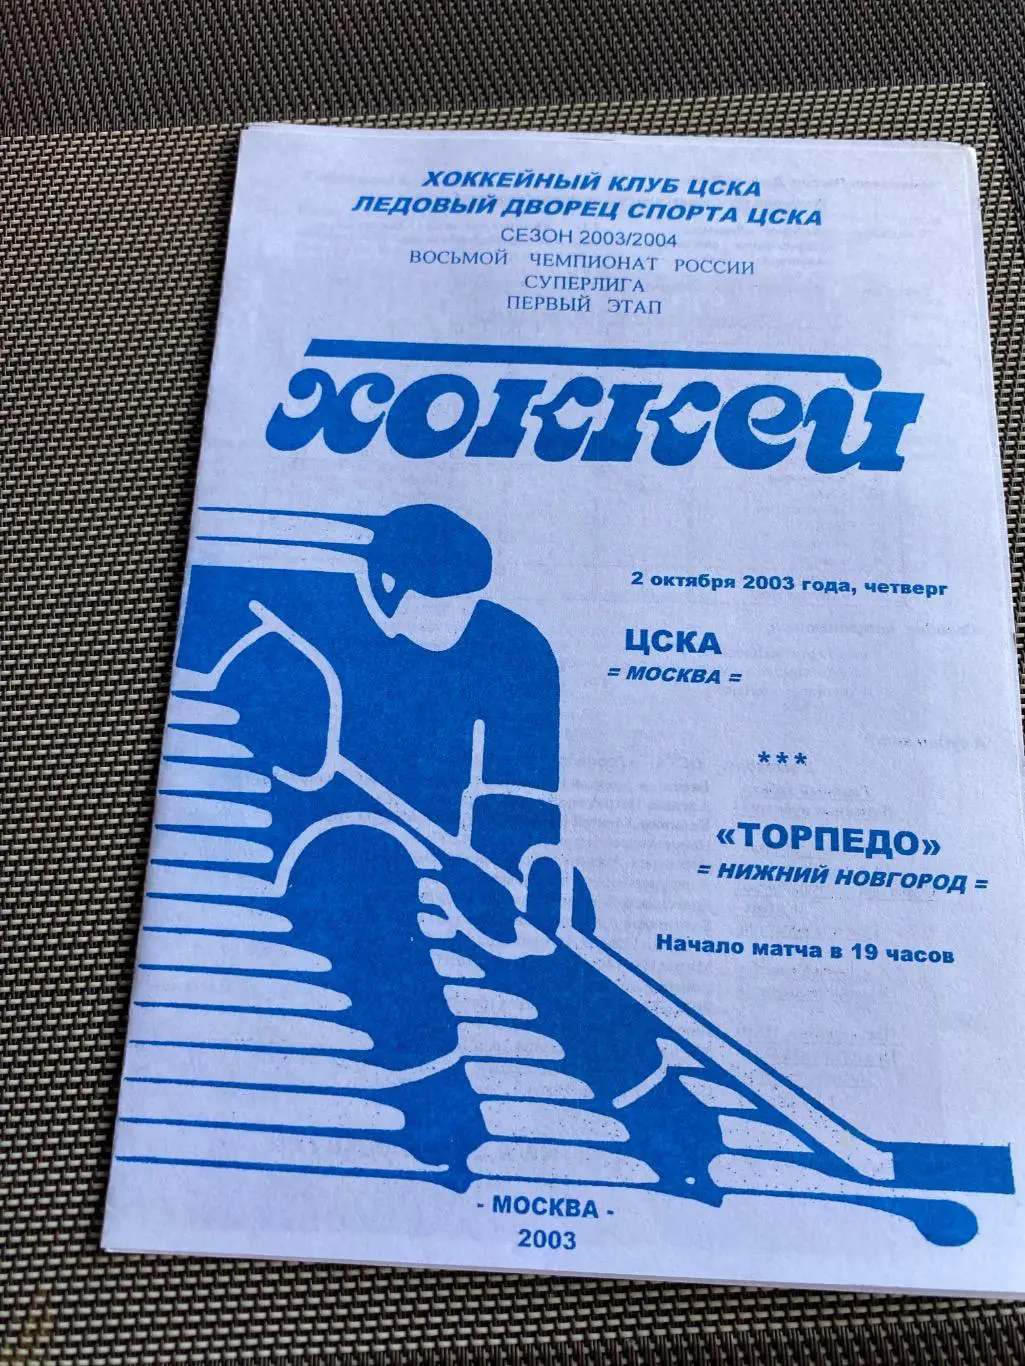 ХОККЕЙНЫЙ КЛУБ ЦСКА
ЛЕДОВЫЙ ДВОРЕЦ СПОРТА ЦСКА
СЕЗОН 2003/2004
ВОСЬМОЙ ЧЕМПИОНАТ РОССИИ
СУПЕРЛИГА
ПЕРВЫЙ ЭТАП
хоккей
2 октября 2003 года, четверг
ЦСКА
= МОСКВА =
***
«ТОРПЕДО»
= НИЖНИЙ НОВГОРОД =
Начало матча в 19 часов
- МОСКВА -
2003